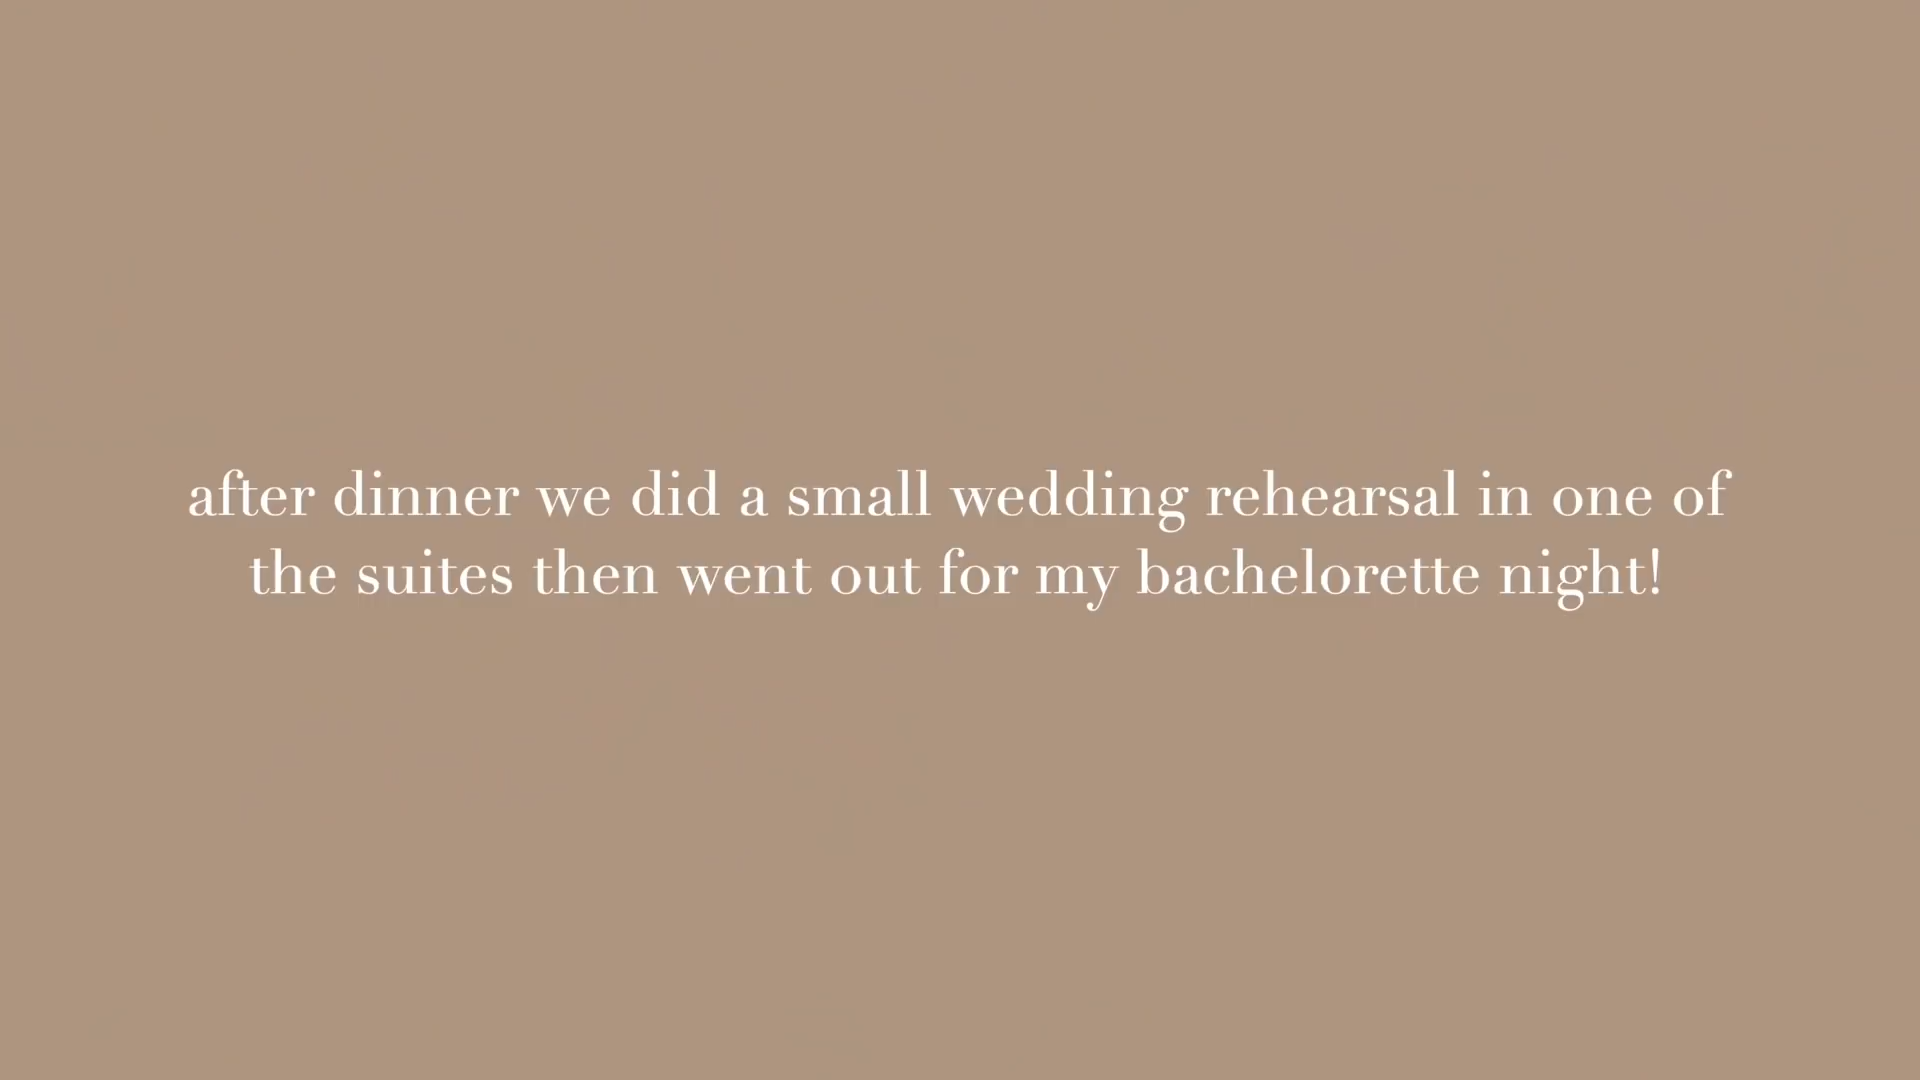 after dinner we did a small wedding rehearsal in one of
the suites then went out for my bachelorette night!